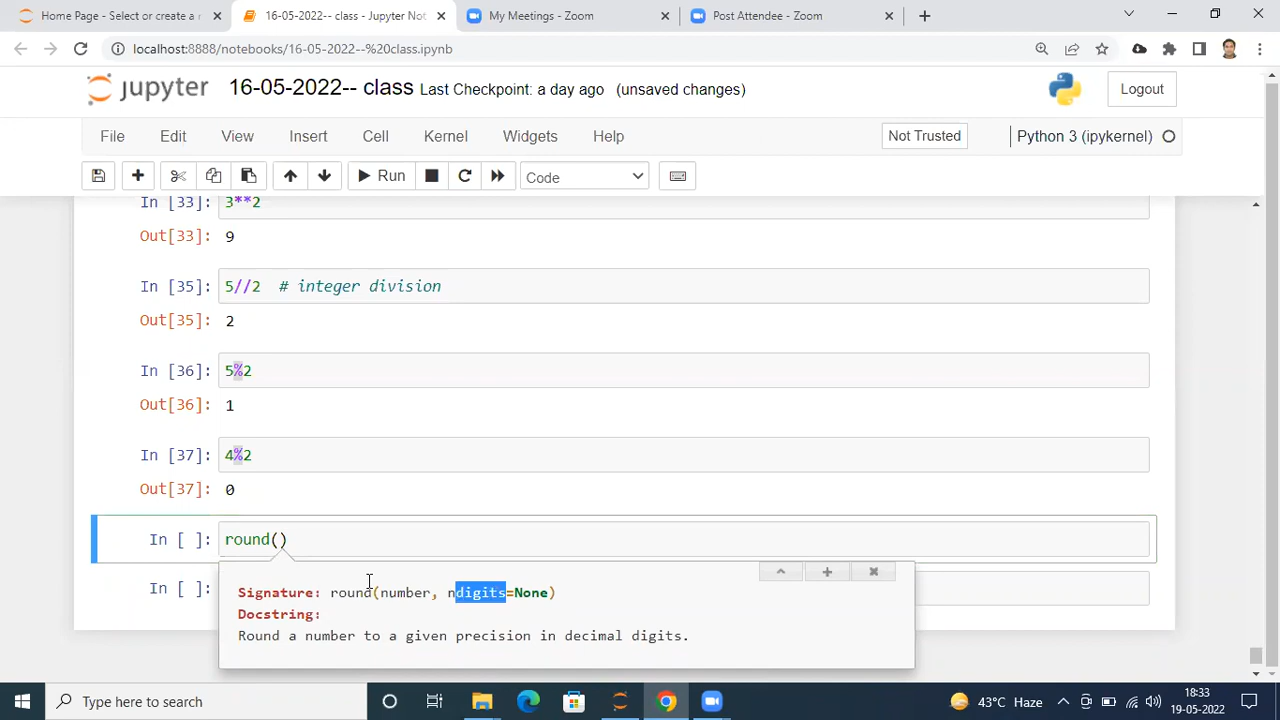 Home Page - Select or create a r
16-05-2022-- class - Jupyter Not
My Meetings - Zoom
Post Attendee - Zoom
localhost:8888/notebooks/16-05-2022--%20class.ipynb
jupyter 16-05-2022-- class Last Checkpoint: a day ago (unsaved changes) Logout
File Edit View Insert Cell Kernel Widgets Help Not Trusted Python 3 (ipykernel)
Run Code
In [33]: 3**2
Out[33]: 9
In [35]: 5//2 # integer division
Out[35]: 2
In [36]: 5%2
Out[36]: 1
In [37]: 4%2
Out[37]: 0
In [ ]: round()
In [ ]:
Signature: round(number, ndigits=None)
Docstring:
Round a number to a given precision in decimal digits.
Type here to search
43°C Haze
18:33
19-05-2022